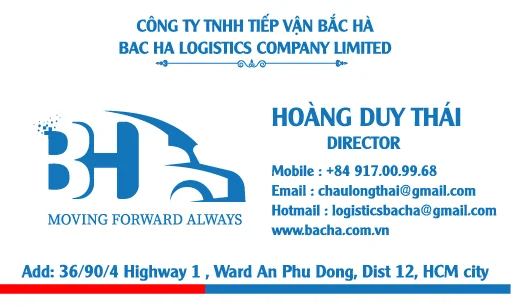 CÔNG TY TNHH TIẾP VẬN BẮC HÀ
BAC HA LOGISTICS COMPANY LIMITED
BHD
MOVING FORWARD ALWAYS
HOÀNG DUY THÁI
DIRECTOR
Mobile : +84 917.00.99.68
Email : chaulongthai@gmail.com
Hotmail : logisticsbacha@gmail.com
www.bacha.com.vn
Add: 36/90/4 Highway 1 , Ward An Phu Dong, Dist 12, HCM city